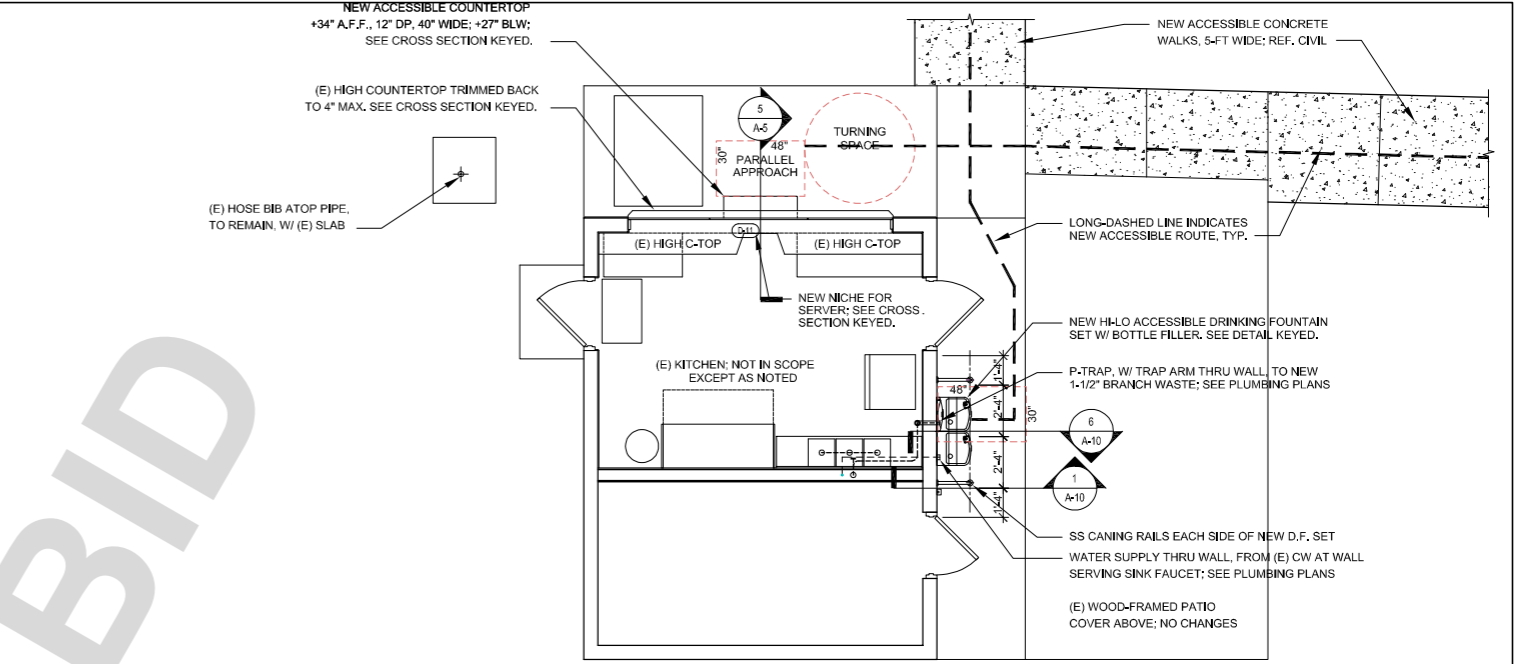 NEW ACCESSIBLE COUNTERTOP
+34" A.F.F., 12" DP, 40" WIDE; +27" BLW;
SEE CROSS SECTION KEYED.
(E) HIGH COUNTERTOP TRIMMED BACK
TO 4" MAX. SEE CROSS SECTION KEYED.
(E) HOSE BIB ATOP PIPE,
TO REMAIN, W/ (E) SLAB
5
A-5
48"
30"
PARALLEL
APPROACH
TURNING
SPACE
NEW ACCESSIBLE CONCRETE
WALKS, 5-FT WIDE; REF. CIVIL
LONG-DASHED LINE INDICATES
NEW ACCESSIBLE ROUTE, TYP.
D-11
(E) HIGH C-TOP
(E) HIGH C-TOP
NEW NICHE FOR
SERVER; SEE CROSS
SECTION KEYED.
(E) KITCHEN; NOT IN SCOPE
EXCEPT AS NOTED
NEW HI-LO ACCESSIBLE DRINKING FOUNTAIN
SET W/ BOTTLE FILLER. SEE DETAIL KEYED.
P-TRAP, W/ TRAP ARM THRU WALL, TO NEW
1-1/2" BRANCH WASTE; SEE PLUMBING PLANS
1'-4"
48"
2'-4"
30"
2'-4"
1'-4"
6
A-10
1
A-10
SS CANING RAILS EACH SIDE OF NEW D.F. SET
WATER SUPPLY THRU WALL, FROM (E) CW AT WALL
SERVING SINK FAUCET; SEE PLUMBING PLANS
(E) WOOD-FRAMED PATIO
COVER ABOVE; NO CHANGES
BID